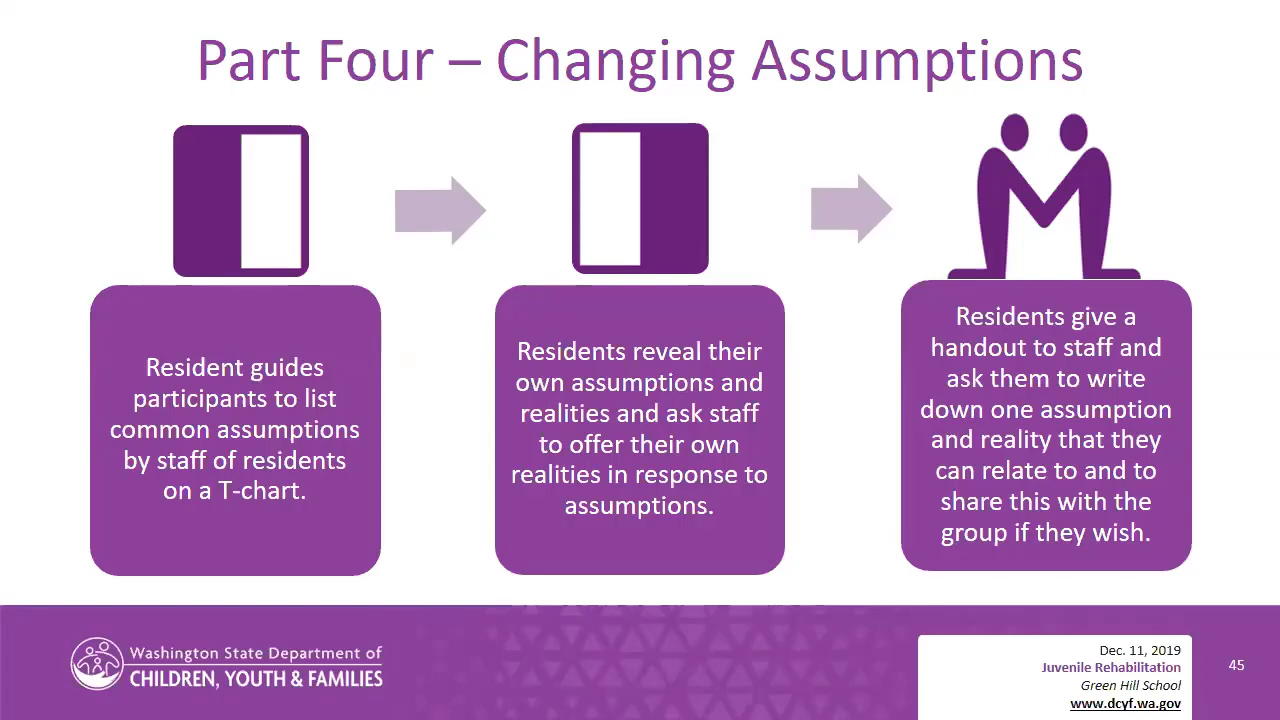 Part Four – Changing Assumptions
Resident guides
participants to list
common assumptions
by staff of residents
on a T-chart.
Residents reveal their
own assumptions and
realities and ask staff
to offer their own
realities in response to
assumptions.
Residents give a
handout to staff and
ask them to write
down one assumption
and reality that they
can relate to and to
share this with the
group if they wish.
Washington State Department of
CHILDREN, YOUTH & FAMILIES
Dec. 11, 2019
Juvenile Rehabilitation
Green Hill School
www.dcyf.wa.gov
45